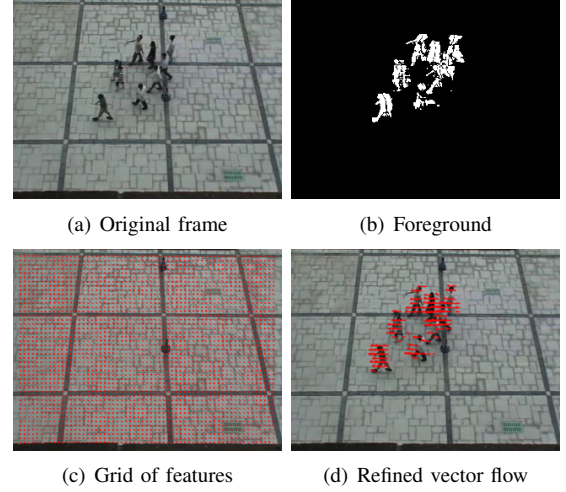 (a) Original frame
(b) Foreground
(c) Grid of features
(d) Refined vector flow